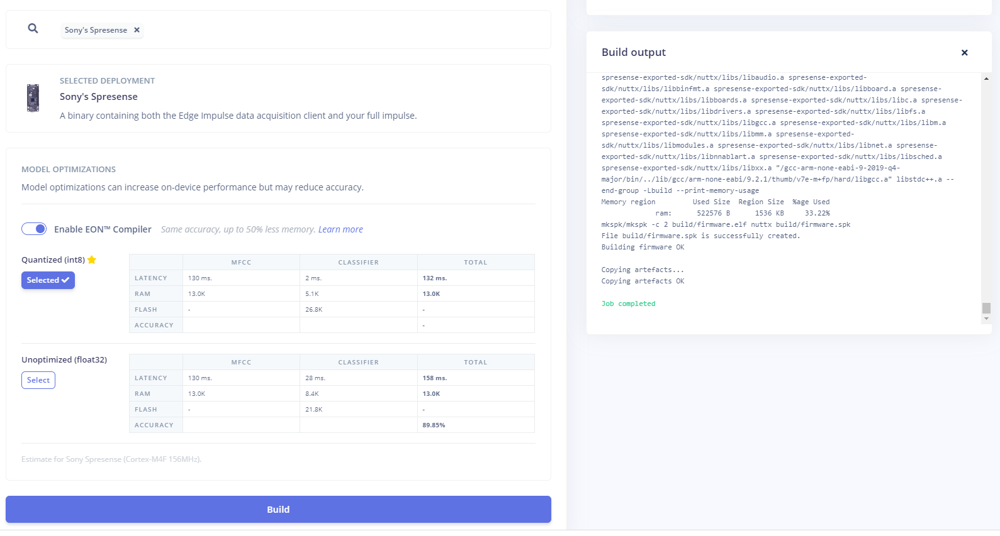 Sony's Spresense ×
SELECTED DEPLOYMENT
Sony's Spresense
A binary containing both the Edge Impulse data acquisition client and your full impulse.
MODEL OPTIMIZATIONS
Model optimizations can increase on-device performance but may reduce accuracy.
Enable EON™ Compiler Same accuracy, up to 50% less memory. Learn more
Quantized (int8)
Selected
MFCC CLASSIFIER TOTAL
LATENCY 130 ms. 2 ms. 132 ms.
RAM 13.0K 5.1K 13.0K
FLASH - 26.8K -
ACCURACY -
Unoptimized (float32)
Select
MFCC CLASSIFIER TOTAL
LATENCY 130 ms. 28 ms. 158 ms.
RAM 13.0K 8.4K 13.0K
FLASH - 21.8K -
ACCURACY 89.85%
Estimate for Sony Spresense (Cortex-M4F 156MHz).
Build
Build output ×
spresense-exported-sdk/nuttx/libs/libaudio.a spresense-exported-
sdk/nuttx/libs/libbinfmt.a spresense-exported-sdk/nuttx/libs/libboard.a spresense-
exported-sdk/nuttx/libs/libboards.a spresense-exported-sdk/nuttx/libs/libc.a spresense-
exported-sdk/nuttx/libs/libdrivers.a spresense-exported-sdk/nuttx/libs/libfs.a
spresense-exported-sdk/nuttx/libs/libgcc.a spresense-exported-sdk/nuttx/libs/libm.a
spresense-exported-sdk/nuttx/libs/libmm.a spresense-exported-
sdk/nuttx/libs/libmodules.a spresense-exported-sdk/nuttx/libs/libnet.a spresense-
exported-sdk/nuttx/libs/libnnablart.a spresense-exported-sdk/nuttx/libs/libsched.a
spresense-exported-sdk/nuttx/libs/libxx.a "/gcc-arm-none-eabi-9-2019-q4-
major/bin/../lib/gcc/arm-none-eabi/9.2.1/thumb/v7e-m+fp/hard/libgcc.a" libstdc++.a --
end-group -Lbuild --print-memory-usage
Memory region Used Size Region Size %age Used
ram: 522576 B 1536 KB 33.22%
mkspk/mkspk -c 2 build/firmware.elf nuttx build/firmware.spk
File build/firmware.spk is successfully created.
Building firmware OK
Copying artefacts...
Copying artefacts OK
Job completed